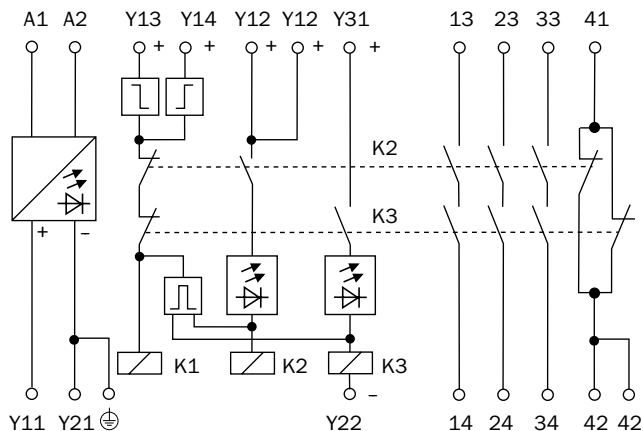 A1 A2 Y13 Y14 Y12 Y12 Y31 13 23 33 41
+ + + + +
K2
K3
+ –
K1 K2 K3
–
Y11 Y21 Y22 14 24 34 42 42